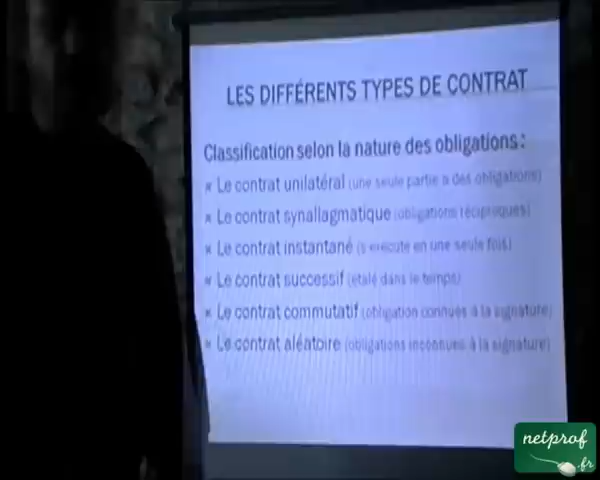 LES DIFFÉRENTS TYPES DE CONTRAT
Classification selon la nature des obligations :
× Le contrat unilatéral (une seule partie a des obligations)
× Le contrat synallagmatique (obligations réciproques)
× Le contrat instantané (s'exécute en une seule fois)
× Le contrat successif (étalé dans le temps)
× Le contrat commutatif (obligation connues à la signature)
× Le contrat aléatoire (obligations inconnues à la signature)
netprof
.fr